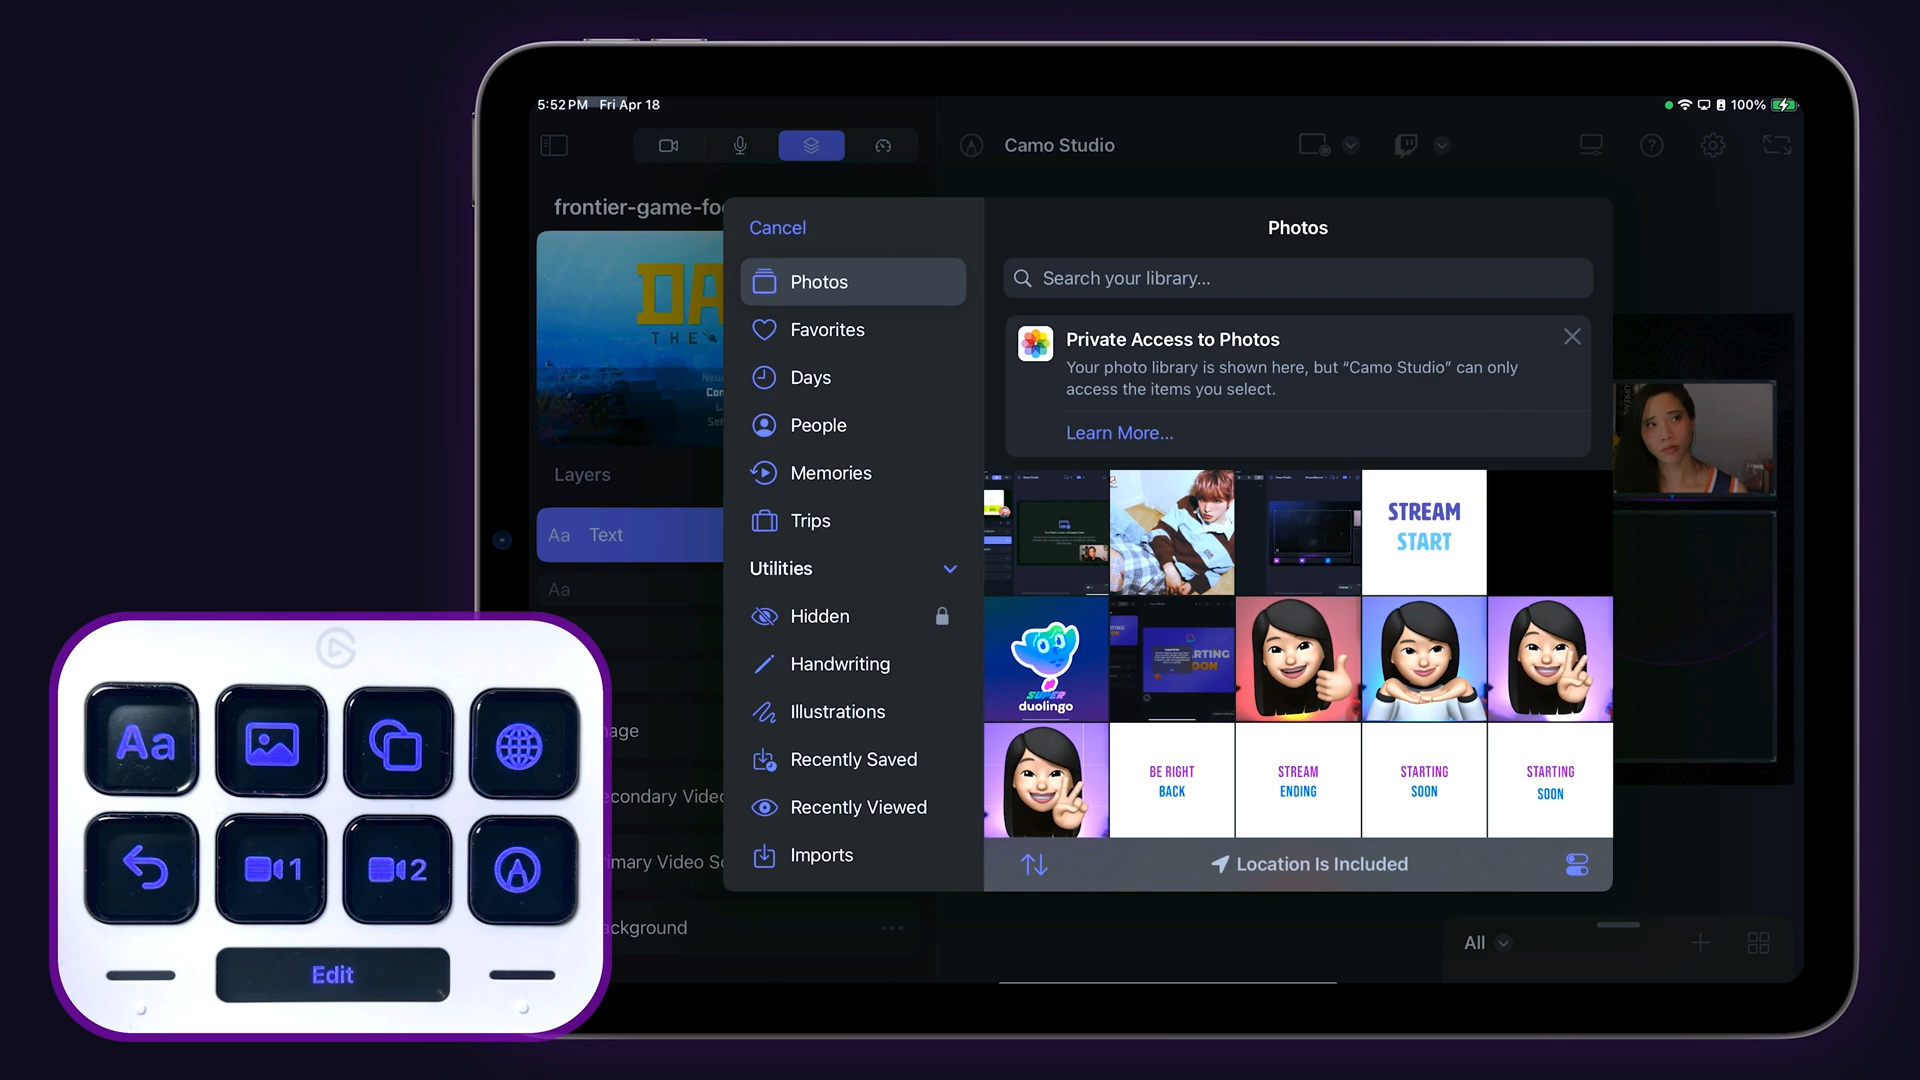 5:52 PM Fri Apr 18
100%
Camo Studio
frontier-game-fo
DA
THE
Layers
Aa Text
Aa
Cancel
Photos
Favorites
Days
People
Memories
Trips
Utilities
Hidden
Handwriting
Illustrations
Recently Saved
Recently Viewed
Imports
Photos
Search your library...
Private Access to Photos
Your photo library is shown here, but “Camo Studio” can only
access the items you select.
Learn More...
STREAM
START
SUPER
duolingo
BE RIGHT
BACK
STREAM
ENDING
STARTING
SOON
STARTING
SOON
Location Is Included
All
Aa
1
2
Edit